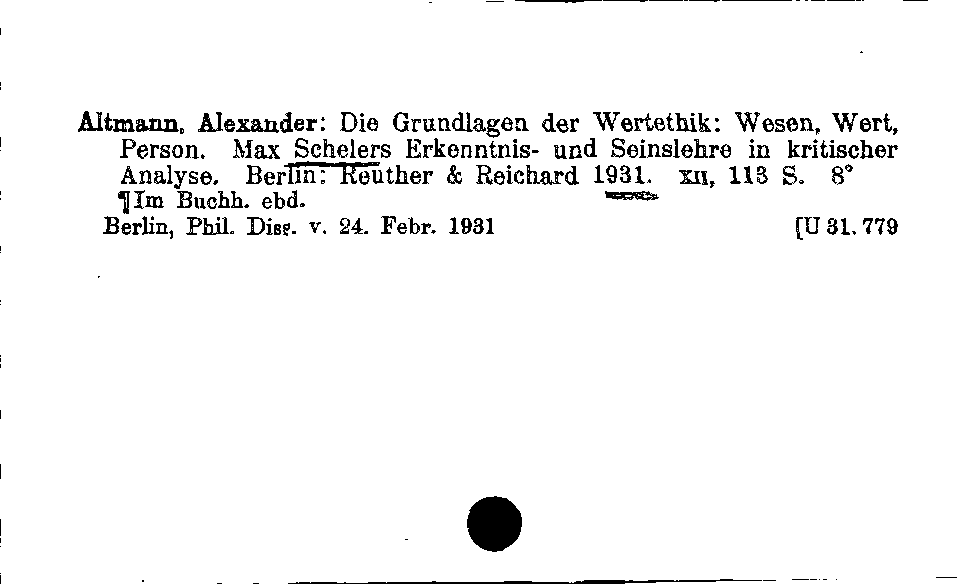 Altmann, Alexander: Die Grundlagen der Wertethik: Wesen, Wert,
Person. Max Schelers Erkenntnis- und Seinslehre in kritischer
Analyse. Berlin: Reuther & Reichard 1931. XII, 113 S. 8°
¶Im Buchh. ebd.
Berlin, Phil. Diss. v. 24. Febr. 1931 [U 31. 779